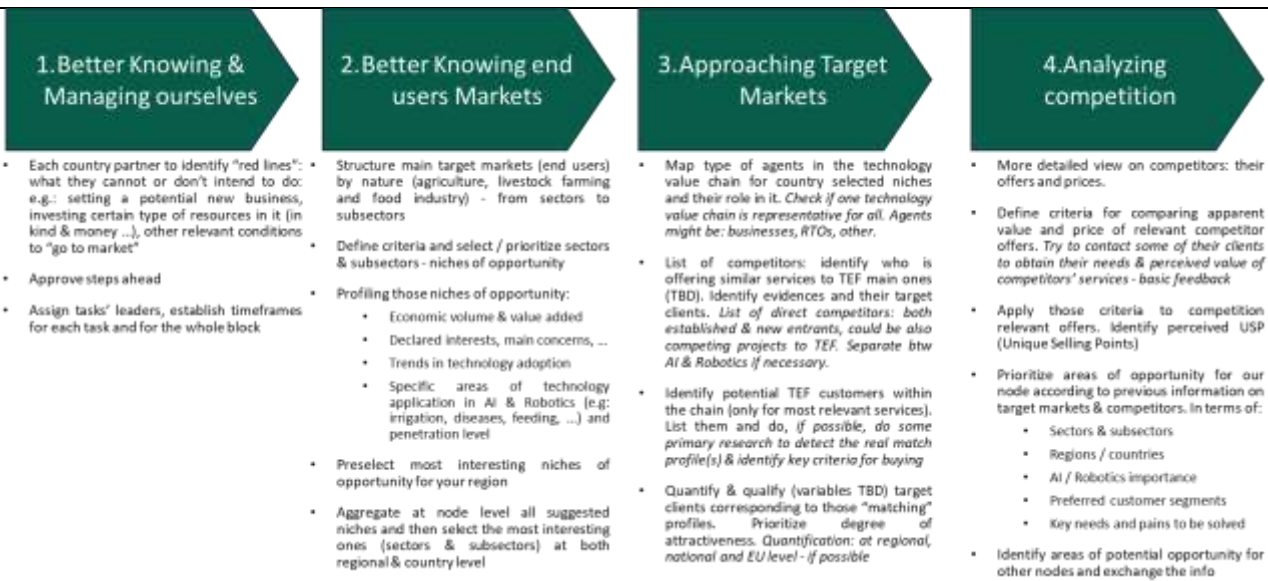 1.Better Knowing &
Managing ourselves
• Each country partner to identify “red lines”:
what they cannot or don’t intend to do:
e.g.: setting a potential new business,
investing certain type of resources in it (in
kind & money ...), other relevant conditions
to “go to market”
• Approve steps ahead
• Assign tasks’ leaders, establish timeframes
for each task and for the whole block
2.Better Knowing end
users Markets
• Structure main target markets (end users)
by nature (agriculture, livestock farming
and food industry) - from sectors to
subsectors
• Define criteria and select / prioritize sectors
& subsectors - niches of opportunity
• Profiling those niches of opportunity:
• Economic volume & value added
• Declared interests, main concerns, ...
• Trends in technology adoption
• Specific areas of technology
application in AI & Robotics (e.g:
irrigation, diseases, feeding, ...) and
penetration level
• Preselect most interesting niches of
opportunity for your region
• Aggregate at node level all suggested
niches and then select the most interesting
ones (sectors & subsectors) at both
regional & country level
3.Approaching Target
Markets
• Map type of agents in the technology
value chain for country selected niches
and their role in it. Check if one technology
value chain is representative for all. Agents
might be: businesses, RTOs, other.
• List of competitors: identify who is
offering similar services to TEF main ones
(TBD). Identify evidences and their target
clients. List of direct competitors: both
established & new entrants, could be also
competing projects to TEF. Separate btw
AI & Robotics if necessary.
• Identify potential TEF customers within
the chain (only for most relevant services).
List them and do, if possible, do some
primary research to detect the real match
profile(s) & identify key criteria for buying
• Quantify & qualify (variables TBD) target
clients corresponding to those “matching”
profiles. Prioritize degree of
attractiveness. Quantification: at regional,
national and EU level - if possible
4.Analyzing
competition
• More detailed view on competitors: their
offers and prices.
• Define criteria for comparing apparent
value and price of relevant competitor
offers. Try to contact some of their clients
to obtain their needs & perceived value of
competitors’ services - basic feedback
• Apply those criteria to competition
relevant offers. Identify perceived USP
(Unique Selling Points)
• Prioritize areas of opportunity for our
node according to previous information on
target markets & competitors. In terms of:
• Sectors & subsectors
• Regions / countries
• AI / Robotics importance
• Preferred customer segments
• Key needs and pains to be solved
• Identify areas of potential opportunity for
other nodes and exchange the info